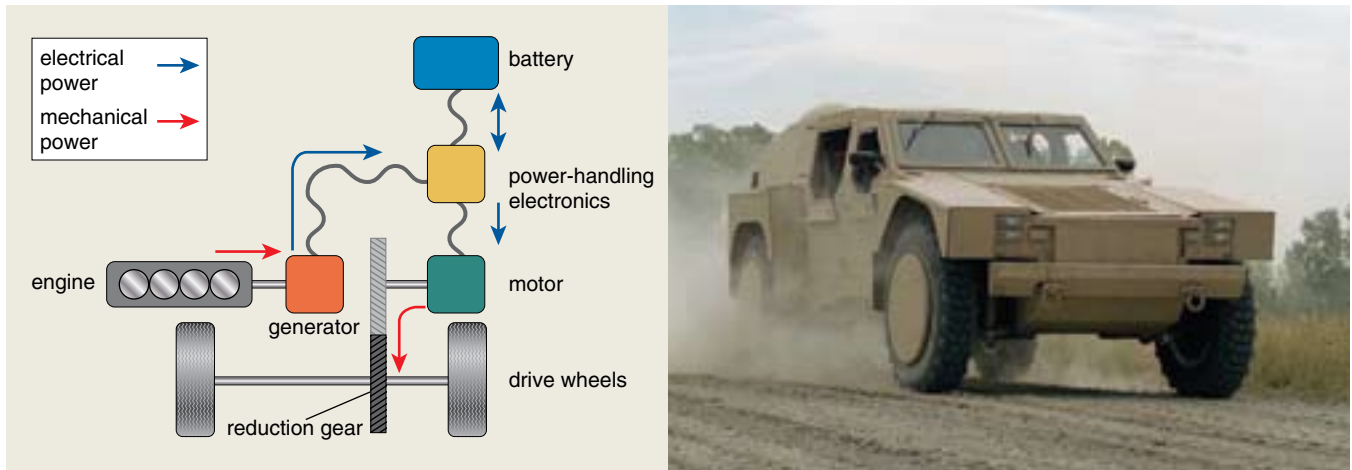 electrical
power
mechanical
power
battery
power-handling
electronics
engine
motor
generator
drive wheels
reduction gear